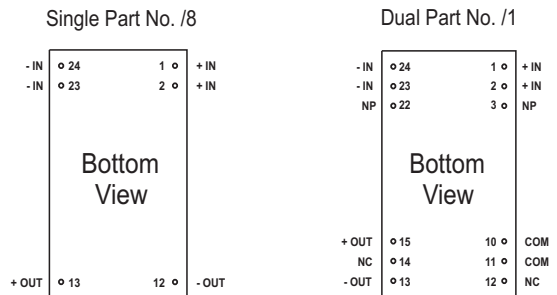 Single Part No. /8
- IN 24 1 + IN
- IN 23 2 + IN
Bottom
View
+ OUT 13 12 - OUT
Dual Part No. /1
- IN 24 1 + IN
- IN 23 2 + IN
NP 22 3 NP
Bottom
View
+ OUT 15 10 COM
NC 14 11 COM
- OUT 13 12 NC